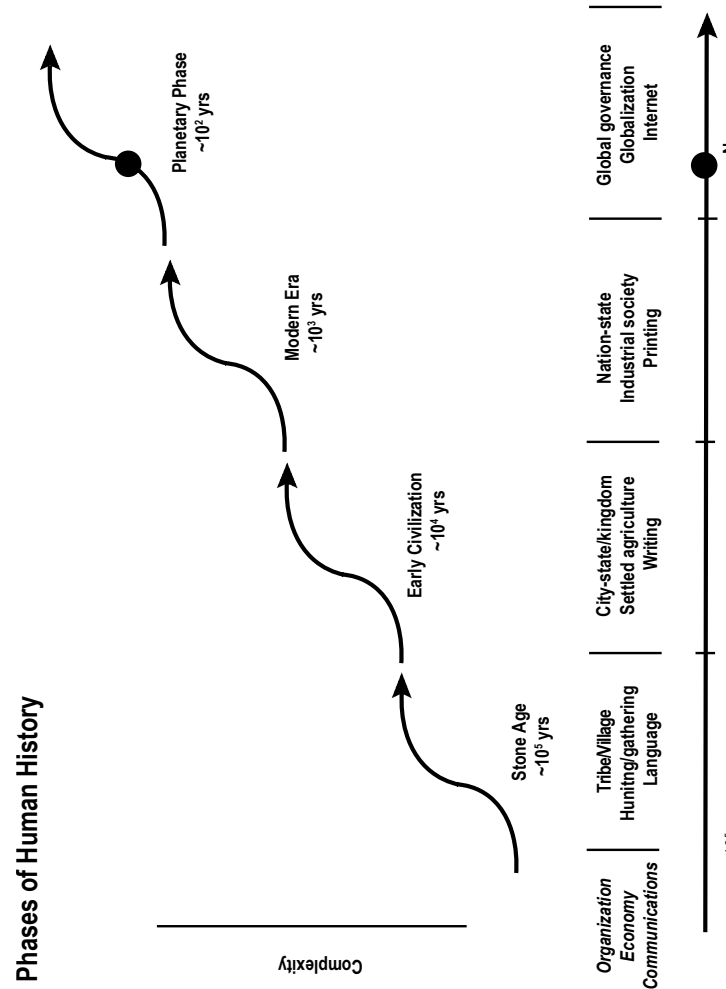 Phases of Human History
Complexity
Stone Age
~10⁵ yrs
Early Civilization
~10⁴ yrs
Modern Era
~10³ yrs
Planetary Phase
~10² yrs
Organization
Economy
Communications
Tribe/Village
Hunitng/gathering
Language
City-state/kingdom
Settled agriculture
Writing
Nation-state
Industrial society
Printing
Global governance
Globalization
Internet